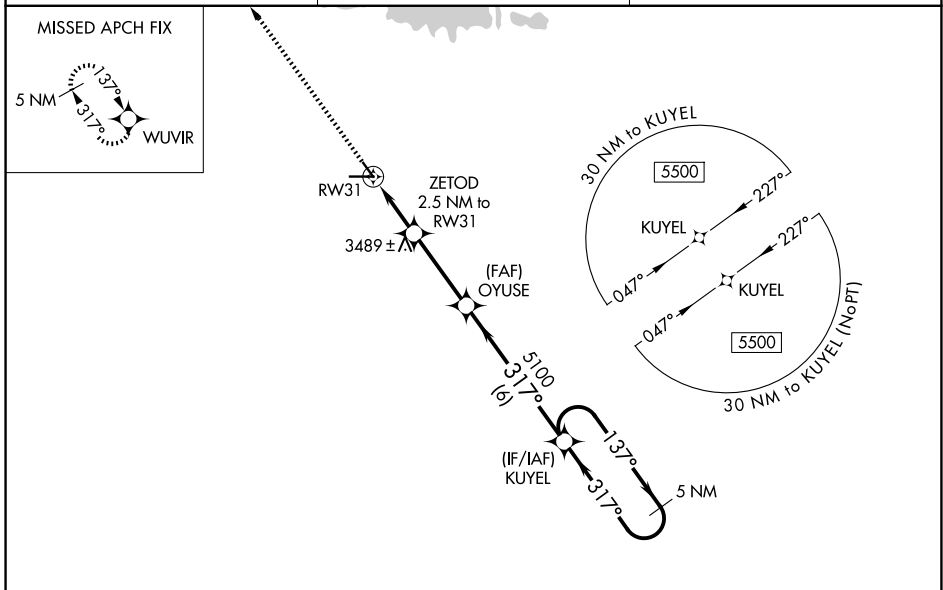 MISSED APCH FIX
5 NM
137°
317°
WUVIR
RW31
ZETOD
2.5 NM to
RW31
3489 ±
(FAF)
OYUSE
5100
317°
(6)
(IF/IAF)
KUYEL
137°
317°
5 NM
30 NM to KUYEL
5500
227°
KUYEL
047°
227°
KUYEL
047°
5500
30 NM to KUYEL (NoPT)